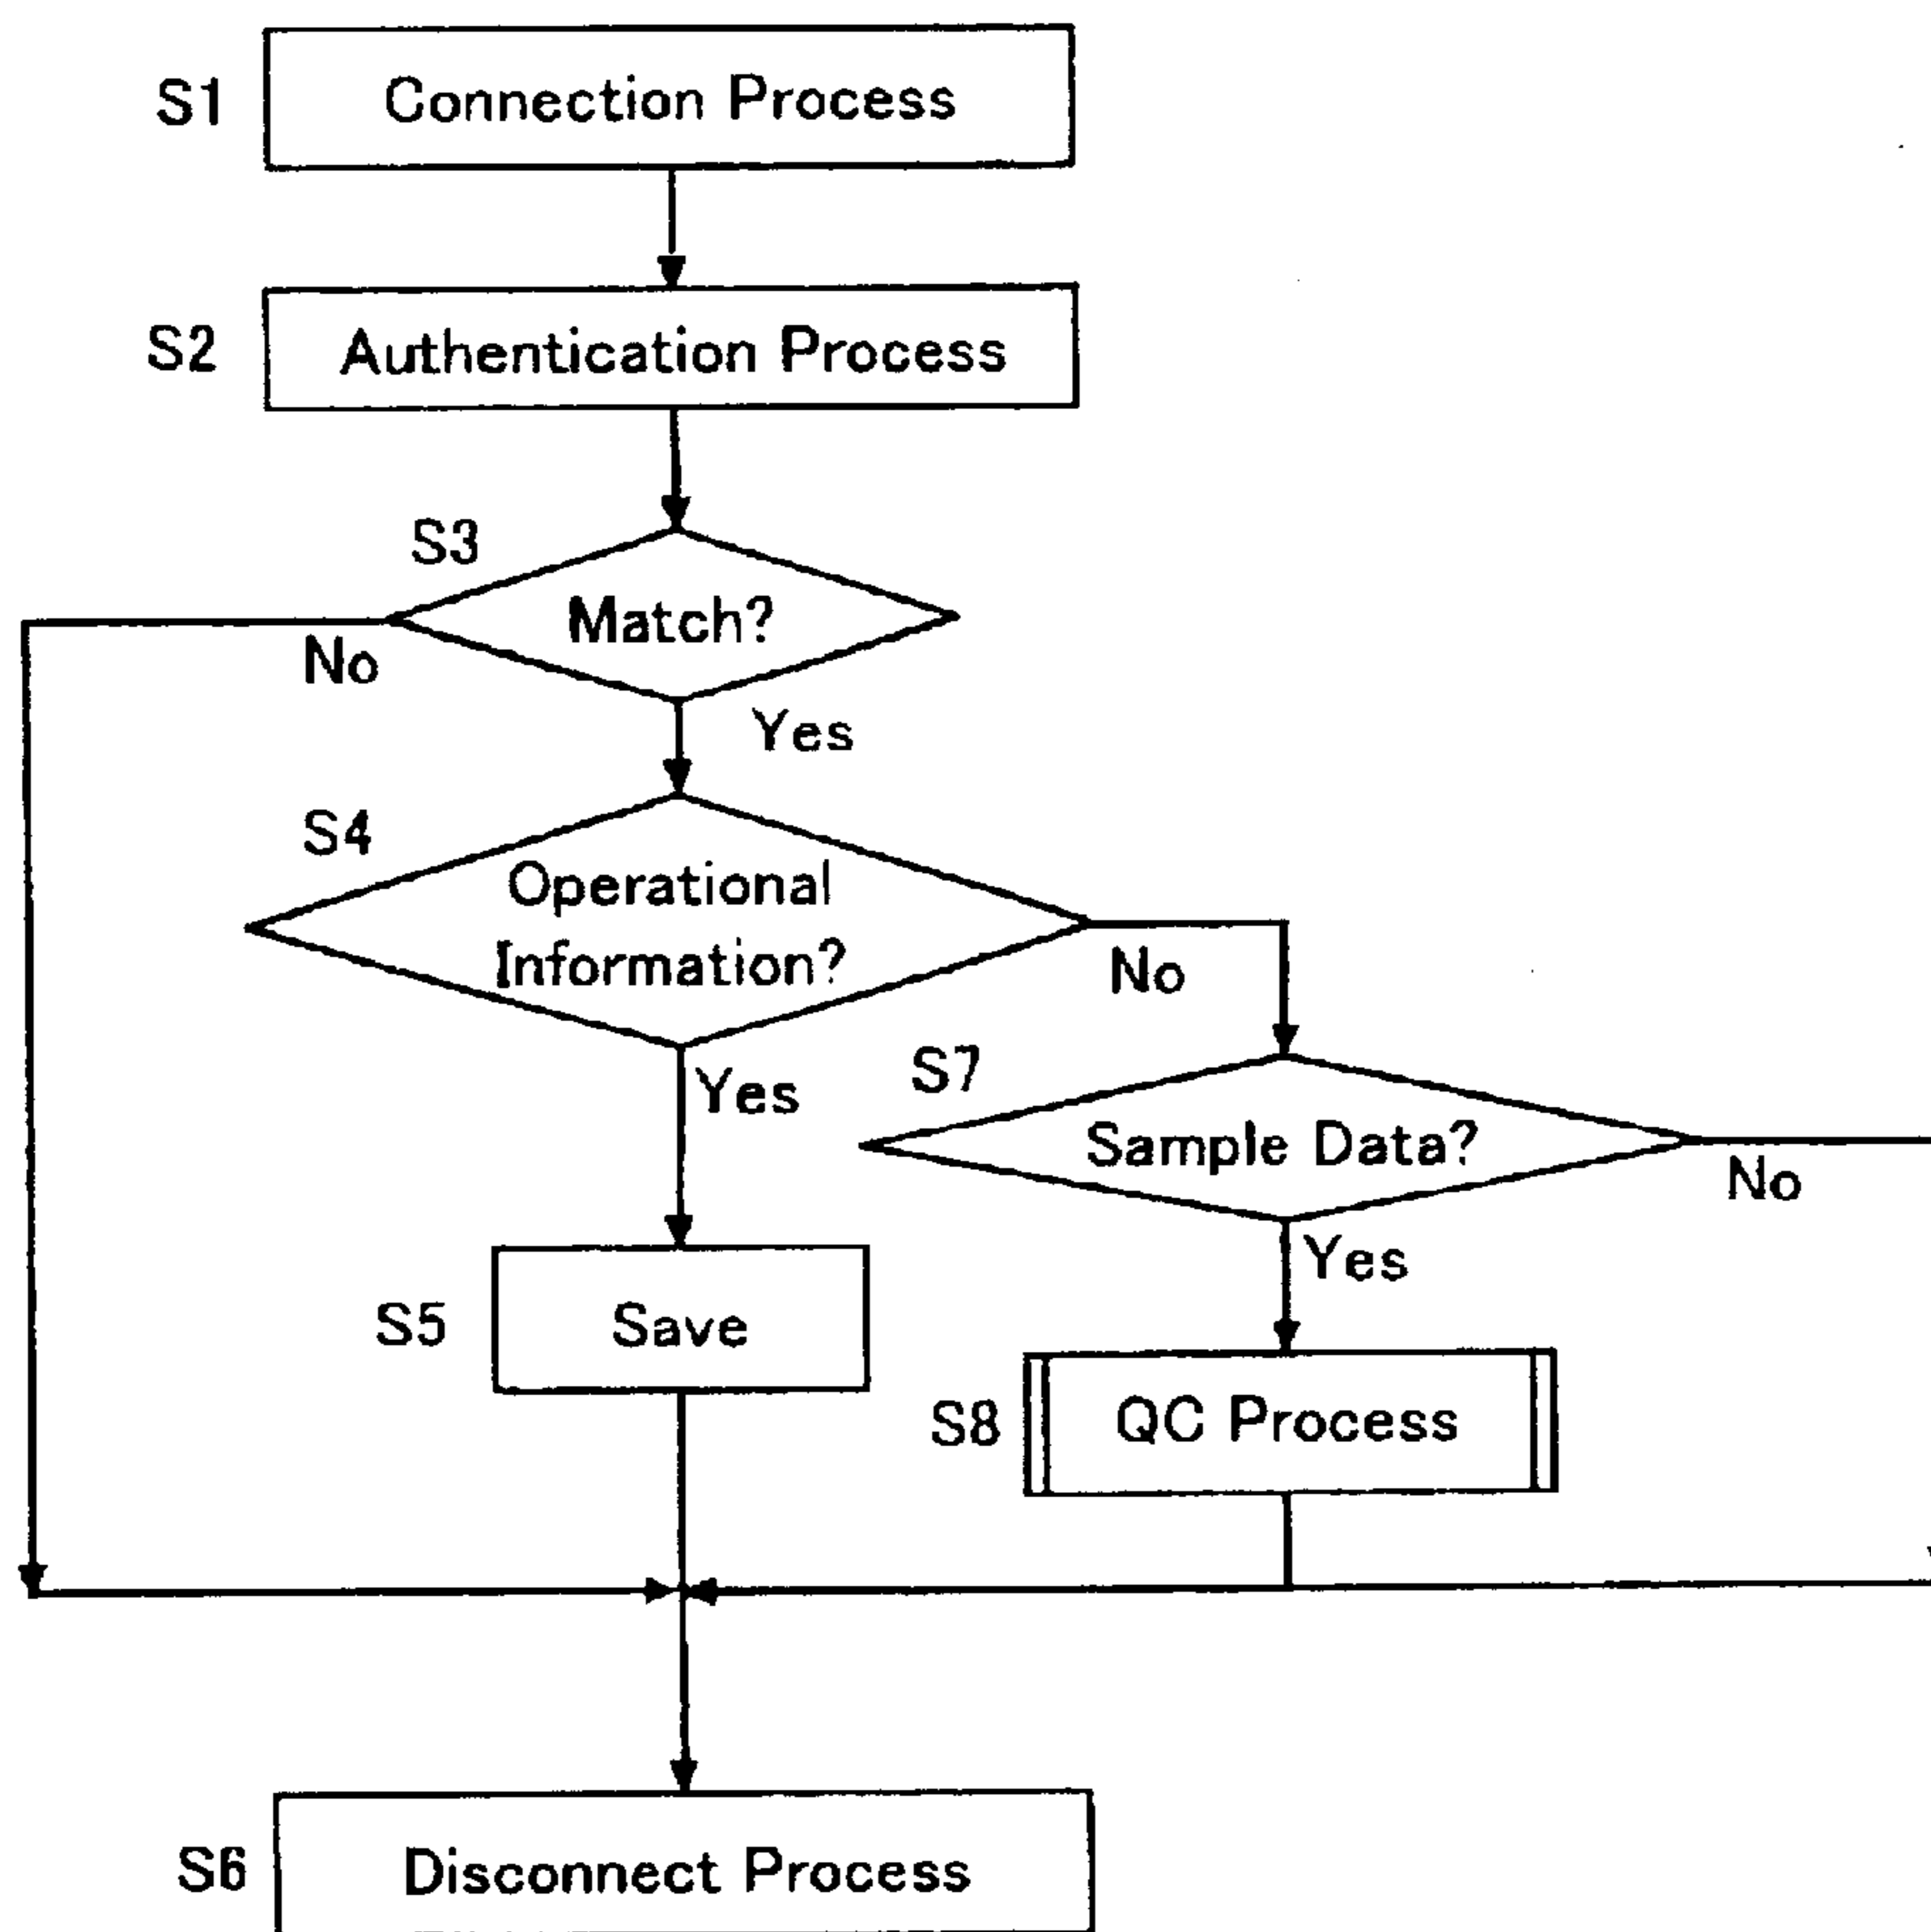 S1
Connection Process
S2
Authentication Process
S3
Match?
No
Yes
S4
Operational
Information?
No
Yes
S7
Sample Data?
No
Yes
S5
Save
S8
QC Process
S6
Disconnect Process